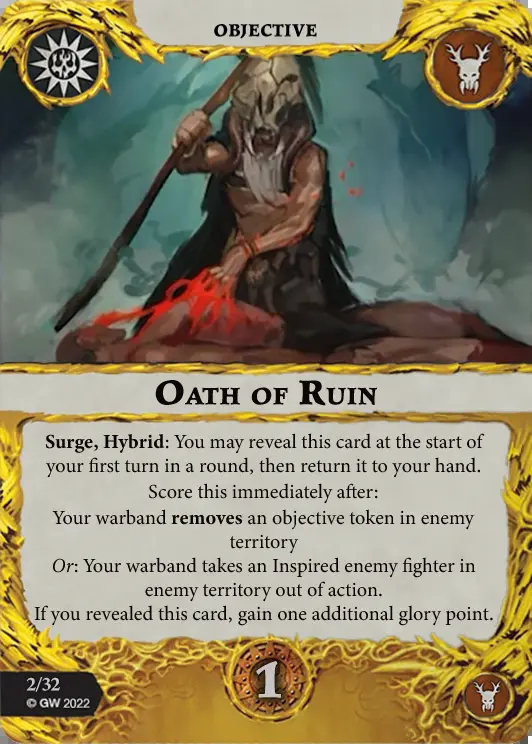 OBJECTIVE
OATH OF RUIN
Surge, Hybrid: You may reveal this card at the start of
your first turn in a round, then return it to your hand.
Score this immediately after:
Your warband removes an objective token in enemy
territory
Or: Your warband takes an Inspired enemy fighter in
enemy territory out of action.
If you revealed this card, gain one additional glory point.
1
2/32
© GW 2022